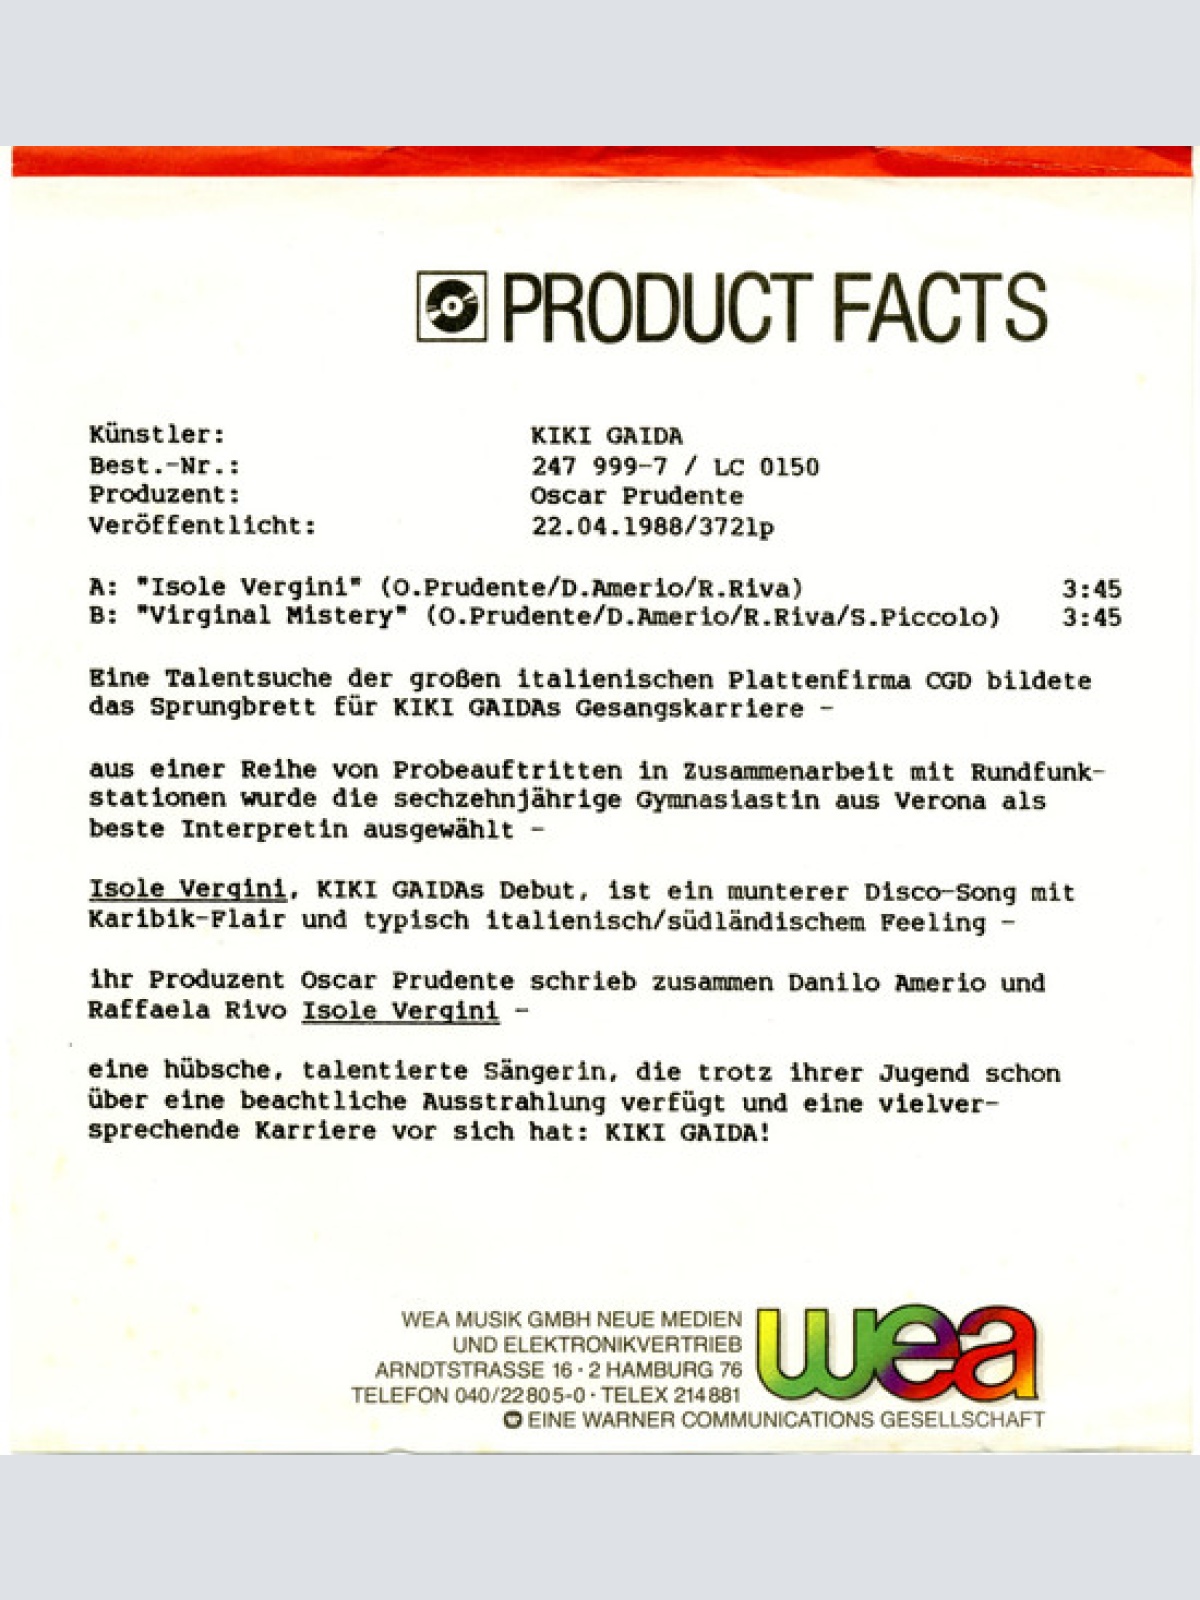 PRODUCT FACTS
Künstler: KIKI GAIDA
Best.-Nr.: 247 999-7 / LC 0150
Produzent: Oscar Prudente
Veröffentlicht: 22.04.1988/3721p
A: "Isole Vergini" (O.Prudente/D.Amerio/R.Riva) 3:45
B: "Virginal Mistery" (O.Prudente/D.Amerio/R.Riva/S.Piccolo) 3:45
Eine Talentsuche der großen italienischen Plattenfirma CGD bildete
das Sprungbrett für KIKI GAIDAs Gesangskarriere -
aus einer Reihe von Probeauftritten in Zusammenarbeit mit Rundfunk-
stationen wurde die sechzehnjährige Gymnasiastin aus Verona als
beste Interpretin ausgewählt -
Isole Vergini, KIKI GAIDAs Debut, ist ein munterer Disco-Song mit
Karibik-Flair und typisch italienisch/südländischem Feeling -
ihr Produzent Oscar Prudente schrieb zusammen Danilo Amerio und
Raffaela Rivo Isole Vergini -
eine hübsche, talentierte Sängerin, die trotz ihrer Jugend schon
über eine beachtliche Ausstrahlung verfügt und eine vielver-
sprechende Karriere vor sich hat: KIKI GAIDA!
WEA MUSIK GMBH NEUE MEDIEN
UND ELEKTRONIKVERTRIEB
ARNDTSTRASSE 16 · 2 HAMBURG 76
TELEFON 040/22805-0 · TELEX 214881
wea
EINE WARNER COMMUNICATIONS GESELLSCHAFT